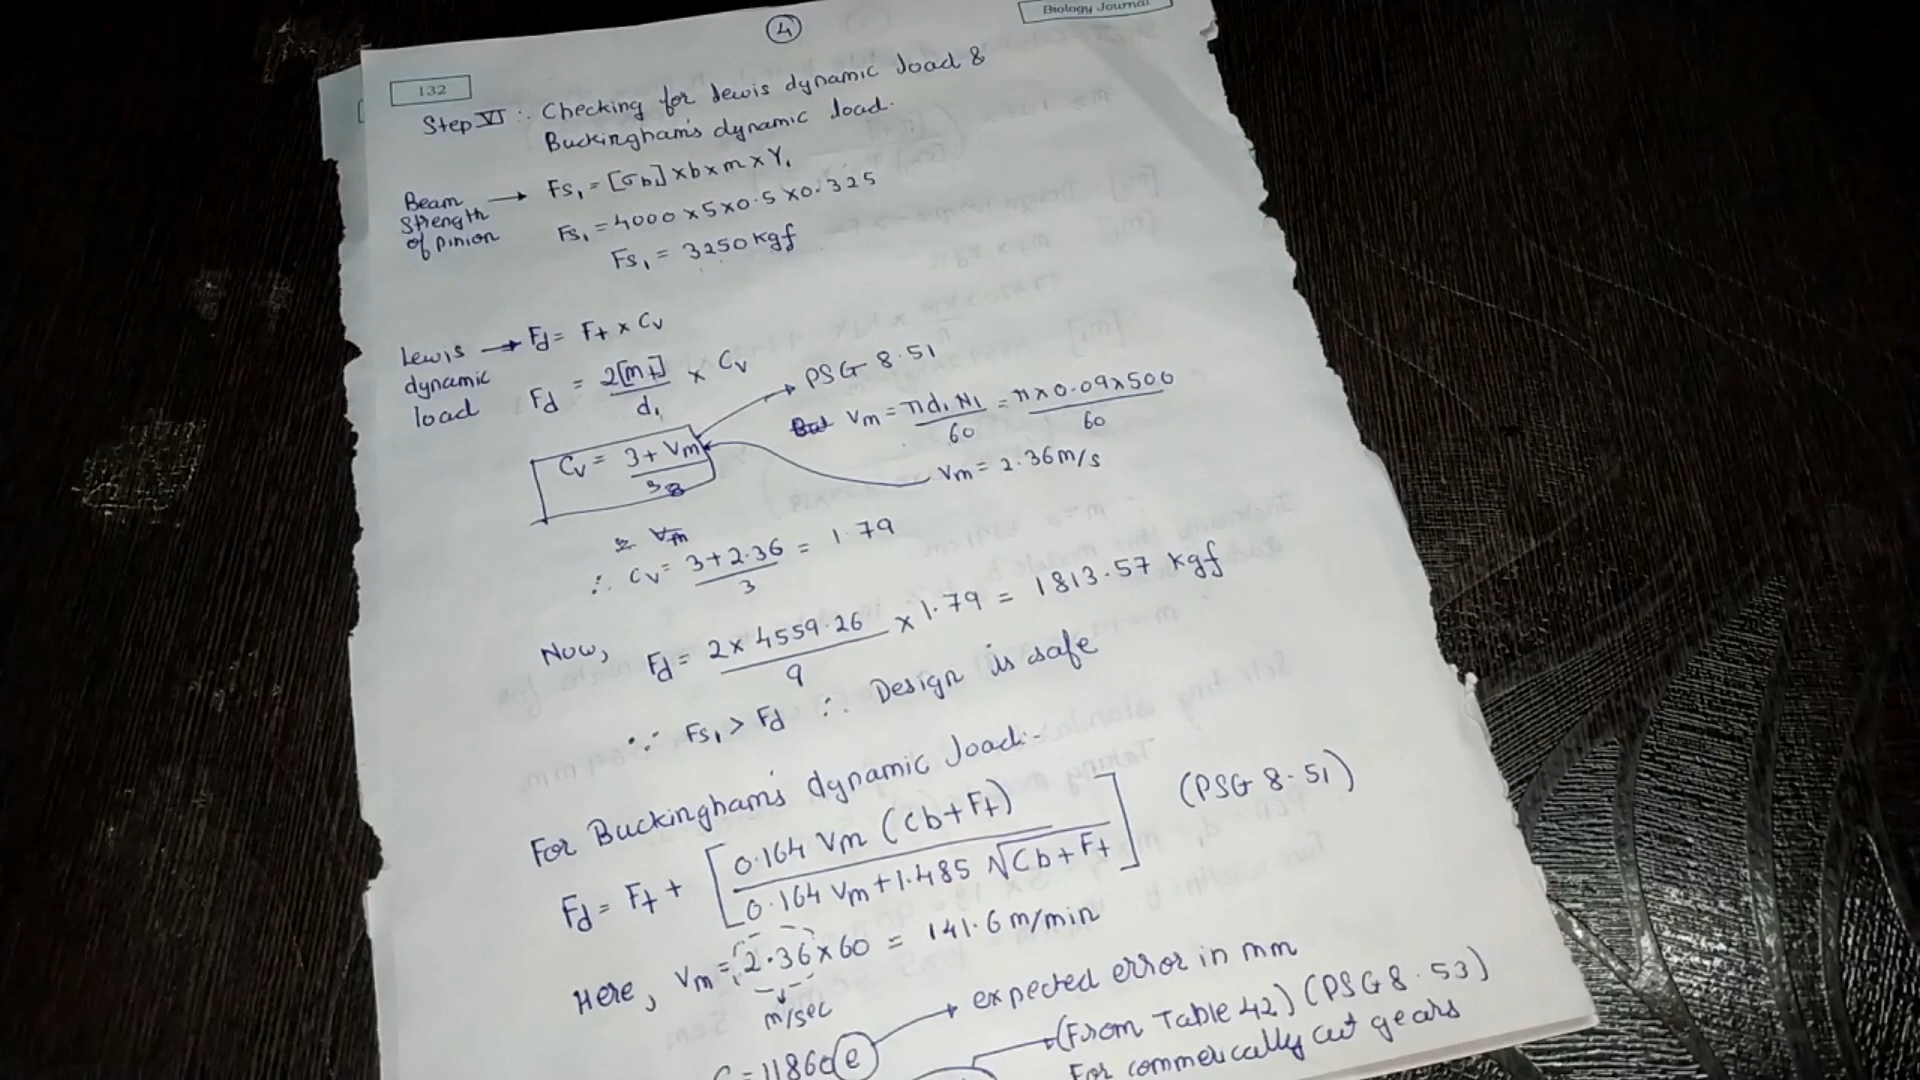 4
Biology Journal
132
Step VI :. Checking for Lewis dynamic load &
Buckingham's dynamic load.
Beam Strength of pinion → Fs₁ = [σb₁] × b × m × Y₁
Fs₁ = 4000 × 5 × 0.5 × 0.325
Fs₁ = 3250 kgf
Lewis dynamic load → Fd = Ft × Cv
Fd = 2[mt]/d₁ × Cv
→ PSG 8.51
Cv = 3 + Vm/3
Vm = πd₁N₁/60 = π × 0.09 × 500/60
Vm = 2.36 m/s
∴ Cv = 3 + 2.36/3 = 1.79
Now, Fd = 2 × 4559.26/9 × 1.79 = 1813.57 kgf
∵ Fs₁ > Fd ∴ Design is safe
For Buckingham's dynamic load:-
Fd = Ft + [0.164 Vm (Cb + Ft)/0.164 Vm + 1.485 √Cb + Ft] (PSG 8.51)
Here, Vm = 2.36 × 60 = 141.6 m/min
m/sec
C = 11860 e → expected error in mm
(From Table 42) (PSG 8.53)
For commercially cut gears